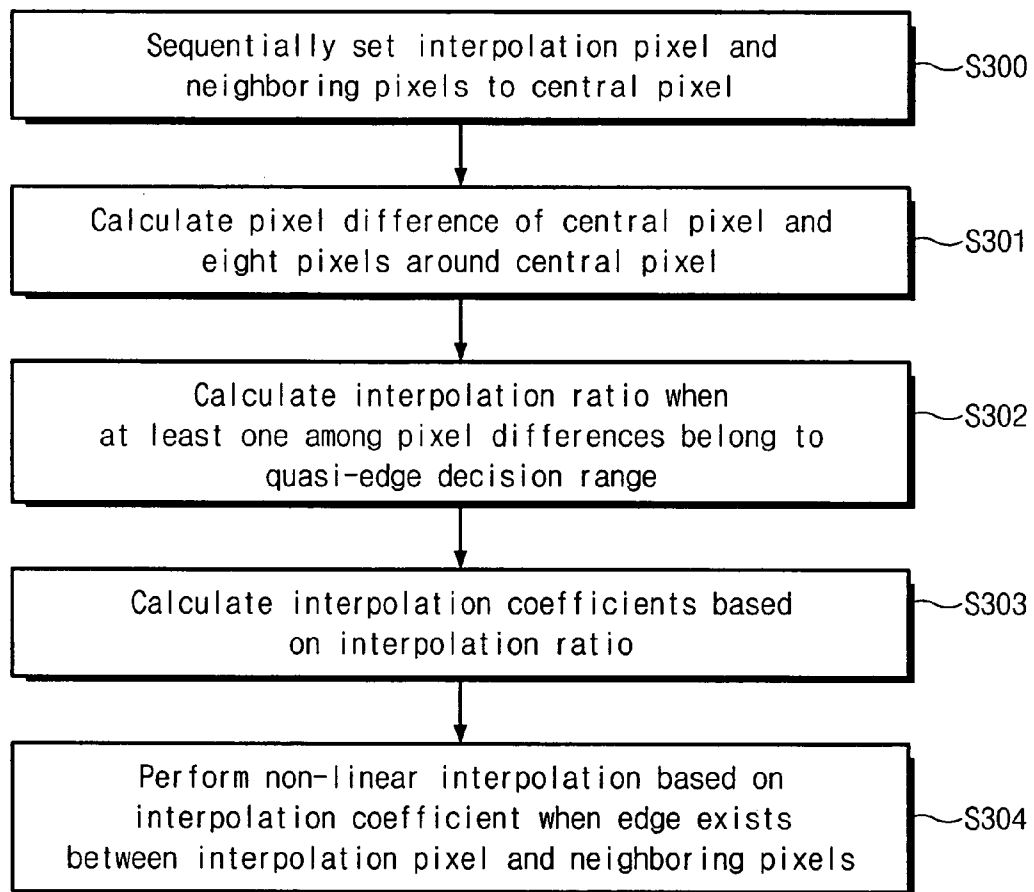 Sequentially set interpolation pixel and
neighboring pixels to central pixel
S300
Calculate pixel difference of central pixel and
eight pixels around central pixel
S301
Calculate interpolation ratio when
at least one among pixel differences belong to
quasi-edge decision range
S302
Calculate interpolation coefficients based
on interpolation ratio
S303
Perform non-linear interpolation based on
interpolation coefficient when edge exists
between interpolation pixel and neighboring pixels
S304